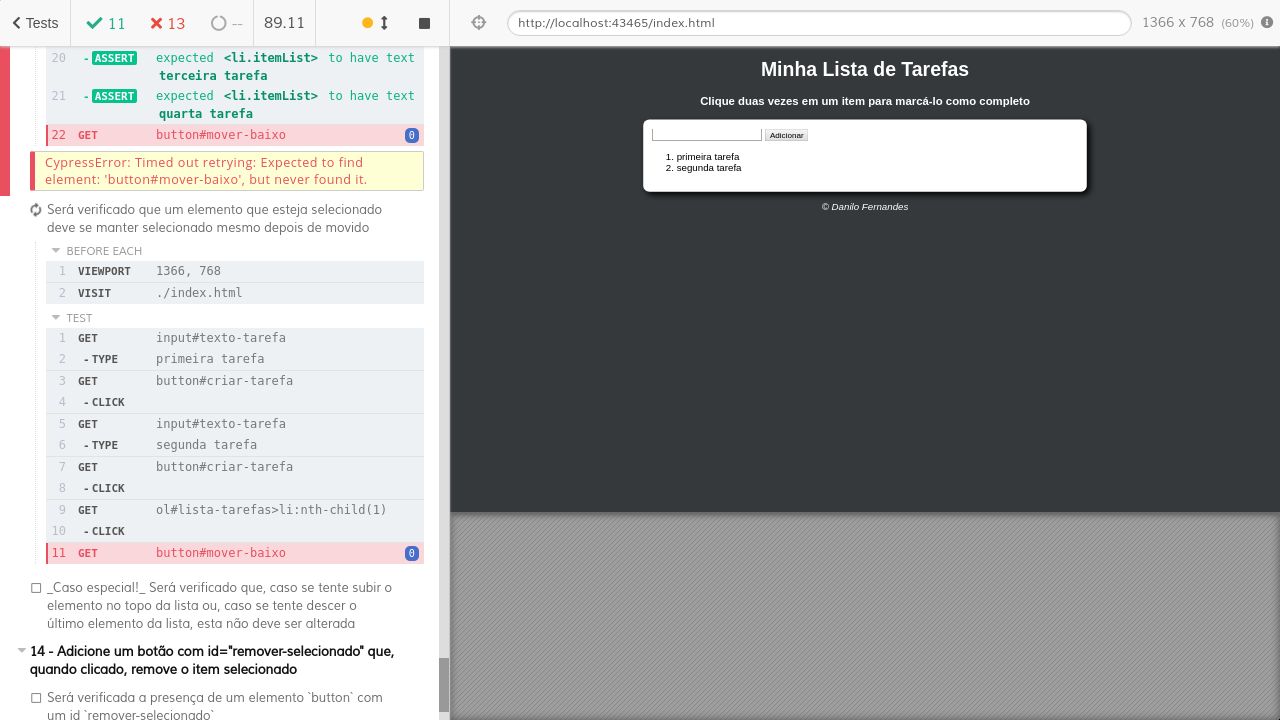 Tests 11 13 -- 89.11
http://localhost:43465/index.html 1366 x 768 (60%)
20 - ASSERT expected <li.itemList> to have text
terceira tarefa
21 - ASSERT expected <li.itemList> to have text
quarta tarefa
22 GET button#mover-baixo 0
CypressError: Timed out retrying: Expected to find
element: 'button#mover-baixo', but never found it.
Será verificado que um elemento que esteja selecionado
deve se manter selecionado mesmo depois de movido
BEFORE EACH
1 VIEWPORT 1366, 768
2 VISIT ./index.html
TEST
1 GET input#texto-tarefa
2 - TYPE primeira tarefa
3 GET button#criar-tarefa
4 - CLICK
5 GET input#texto-tarefa
6 - TYPE segunda tarefa
7 GET button#criar-tarefa
8 - CLICK
9 GET ol#lista-tarefas>li:nth-child(1)
10 - CLICK
11 GET button#mover-baixo 0
_Caso especial!_ Será verificado que, caso se tente subir o
elemento no topo da lista ou, caso se tente descer o
último elemento da lista, esta não deve ser alterada
14 - Adicione um botão com id="remover-selecionado" que,
quando clicado, remove o item selecionado
Será verificada a presença de um elemento `button` com
um id `remover-selecionado`
Minha Lista de Tarefas
Clique duas vezes em um item para marcá-lo como completo
Adicionar
1. primeira tarefa
2. segunda tarefa
© Danilo Fernandes